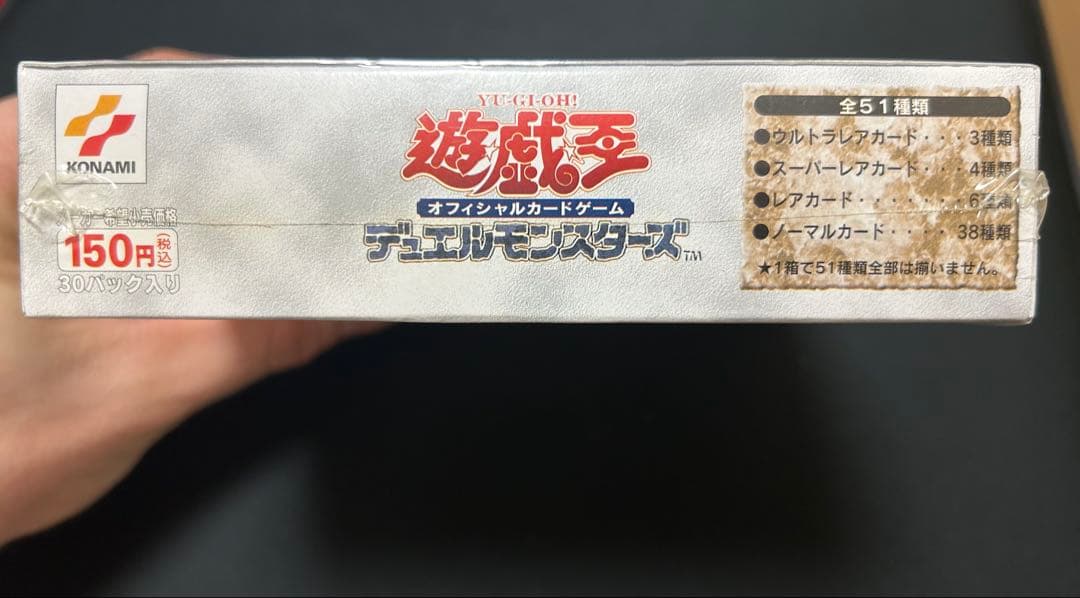 KONAMI
メーカー希望小売価格
150円(税込)
30パック入り
YU-GI-OH!
遊戯王
オフィシャルカードゲーム
デュエルモンスターズ™
全51種類
●ウルトラレアカード・・・3種類
●スーパーレアカード・・・4種類
●レアカード・・・・・・・6種類
●ノーマルカード・・・・38種類
★1箱で51種類全部は揃いません。